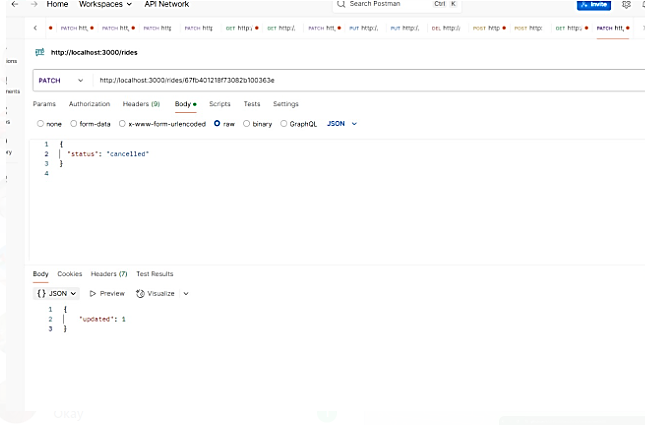 Home Workspaces API Network Search Postman Ctrl K Invite
PATCH htt, PATCH htt, PATCH http PATCH http GET http:/ GET http:/. PATCH htt, PUT http:/. PUT http:/. DEL http:// POST http POST http: GET http:/ PATCH htt,
http://localhost:3000/rides
PATCH http://localhost:3000/rides/67fb401218f73082b100363e
Params Authorization Headers (9) Body Scripts Tests Settings
none form-data x-www-form-urlencoded raw binary GraphQL JSON
1 {
2 "status": "cancelled"
3 }
4
Body Cookies Headers (7) Test Results
{} JSON Preview Visualize
1 {
2 "updated": 1
3 }
Okay